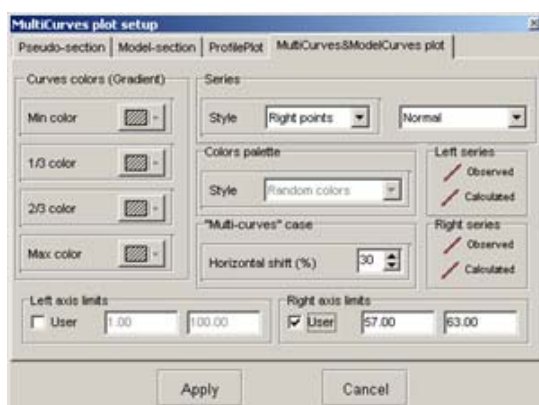 MultiCurves plot setup
Pseudo-section Model-section ProfilePlot MultiCurves&ModelCurves plot
Curves colors (Gradient)
Min color
1/3 color
2/3 color
Max color
Series
Style Right points Normal
Colors palette
Style Random colors
"Multi-curves" case
Horizontal shift (%) 30
Left series
Observed
Calculated
Right series
Observed
Calculated
Left axis limits
User 1.00 100.00
Right axis limits
User 57.00 63.00
Apply Cancel